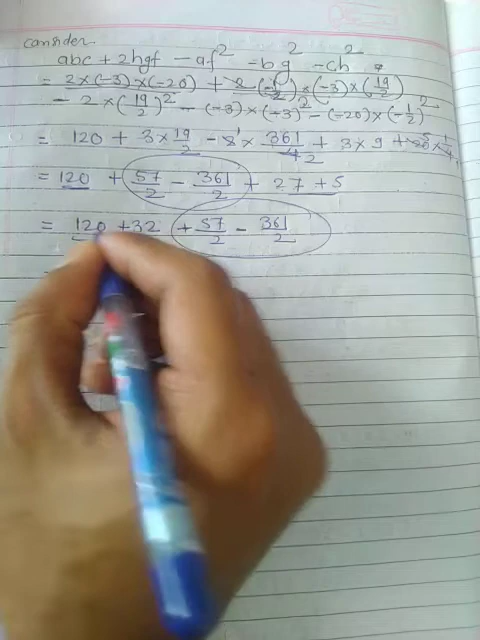 consider
abc + 2hgf - af² - bg² - ch²
= 2×(-3)×(-20) + 2×(-1/2)×(-3)×(19/2)
- 2×(19/2)² - (-3)×(-3)² - (-20)×(-1/2)²
= 120 + 3×19/2 - 2 × 361/4 2 + 3×9 + 20 5 × 1/4
= 120 + 57/2 - 361/2 + 27 + 5
= 120 + 32 + 57/2 - 361/2